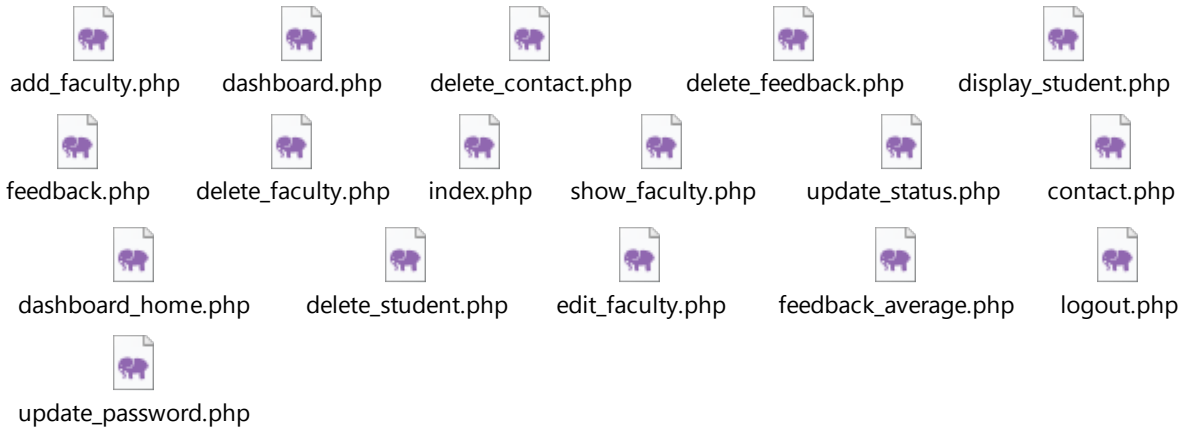 add_faculty.php dashboard.php delete_contact.php delete_feedback.php display_student.php
feedback.php delete_faculty.php index.php show_faculty.php update_status.php contact.php
dashboard_home.php delete_student.php edit_faculty.php feedback_average.php logout.php
update_password.php